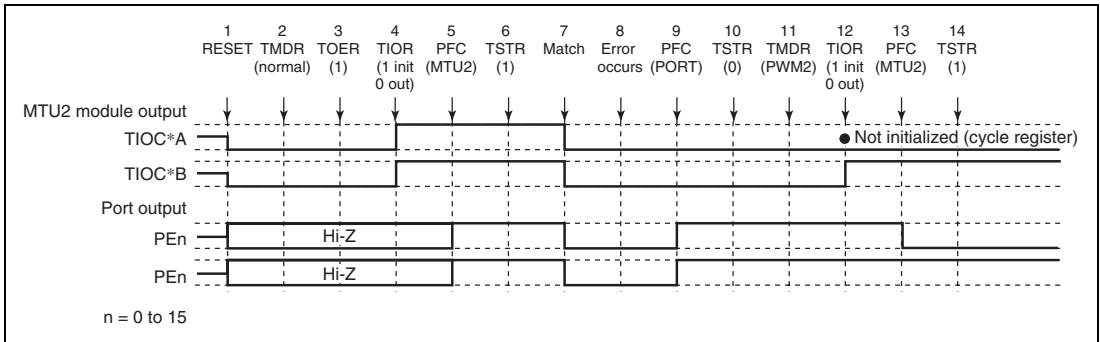 1 2 3 4 5 6 7 8 9 10 11 12 13 14
RESET TMDR TOER TIOR PFC TSTR Match Error PFC TSTR TMDR TIOR PFC TSTR
(normal) (1) (1 init (MTU2) (1) occurs (PORT) (0) (PWM2) (1 init (MTU2) (1)
0 out) 0 out)
MTU2 module output
TIOC*A
● Not initialized (cycle register)
TIOC*B
Port output
PEn Hi-Z
PEn Hi-Z
n = 0 to 15